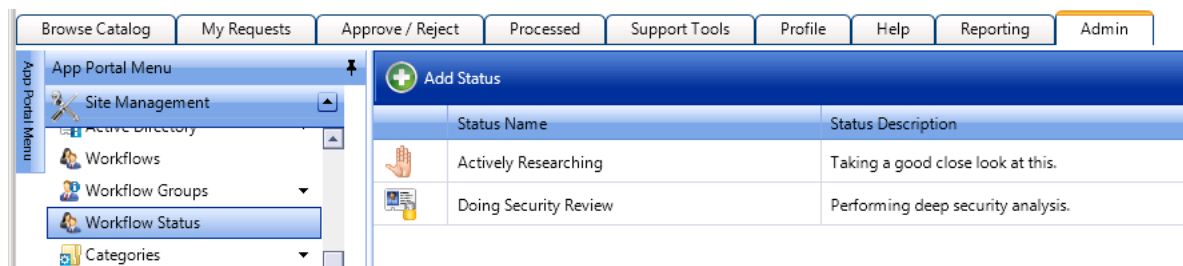 Browse Catalog My Requests Approve / Reject Processed Support Tools Profile Help Reporting Admin
App Portal Menu
App Portal Menu
Site Management
Active Directory
Workflows
Workflow Groups
Workflow Status
Categories
Add Status
Status Name Status Description
Actively Researching Taking a good close look at this.
Doing Security Review Performing deep security analysis.